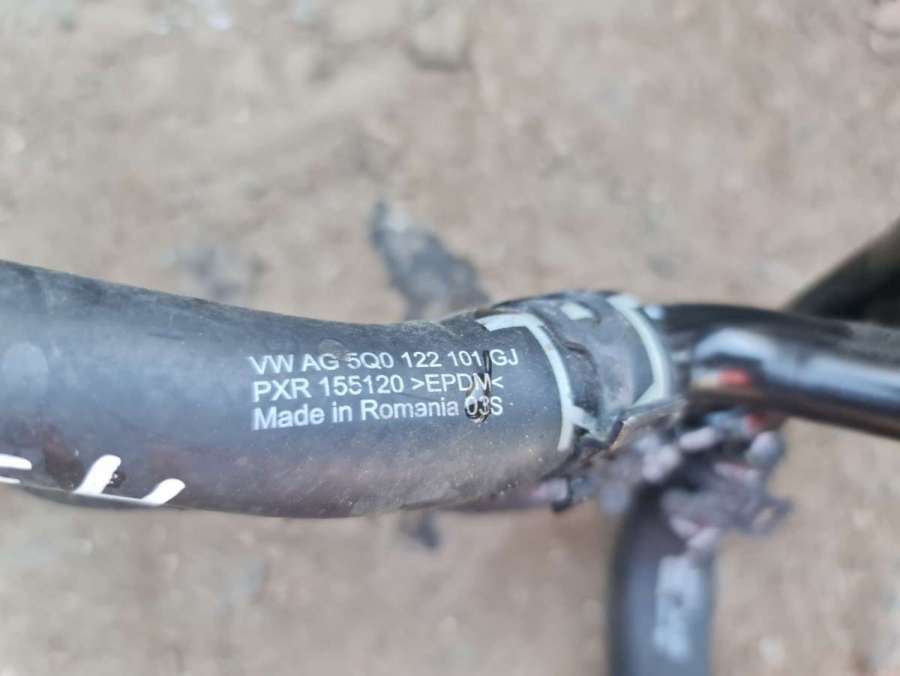 VW AG 5Q0 122 101 GJ
PXR 155120 >EPDM<
Made in Romania 03S